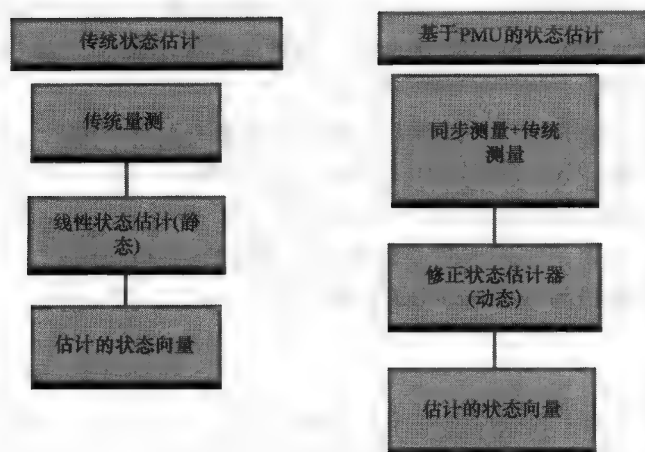 传统状态估计
传统量测
线性状态估计(静
态)
估计的状态向量
基于PMU的状态估计
同步测量+传统
测量
修正状态估计器
(动态)
估计的状态向量